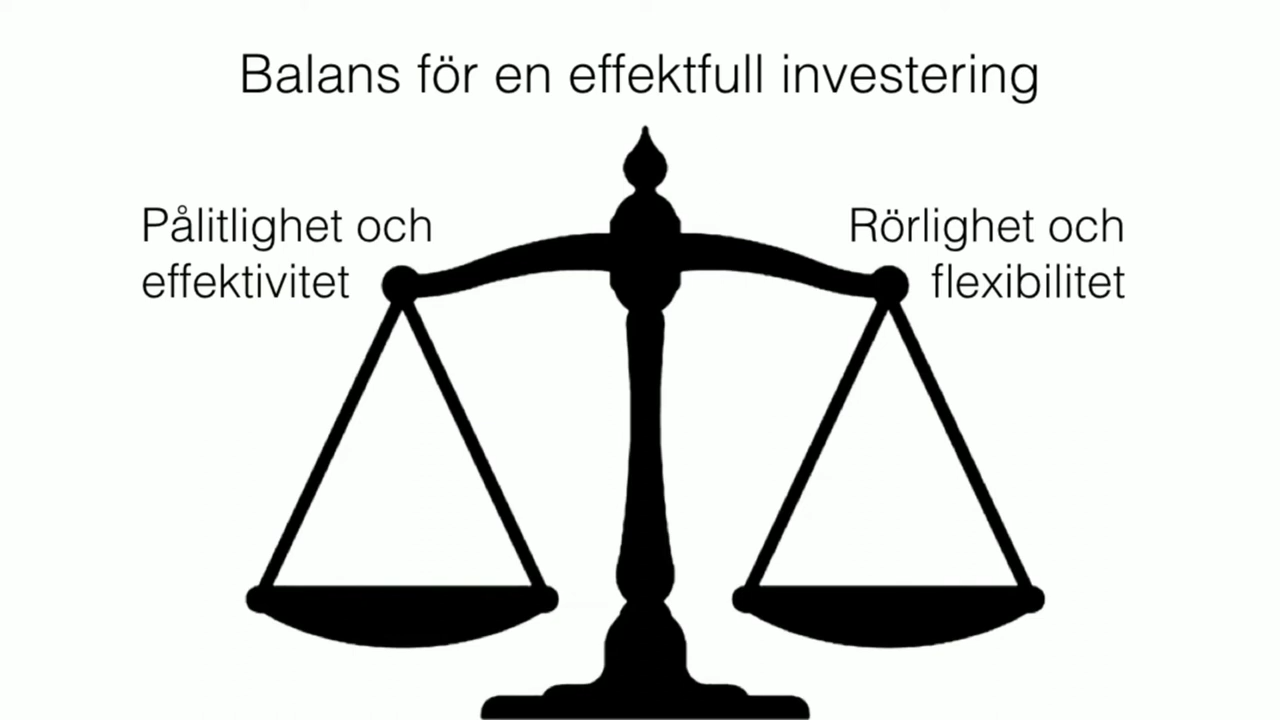 Balans för en effektfull investering
Pålitlighet och
effektivitet
Rörlighet och
flexibilitet